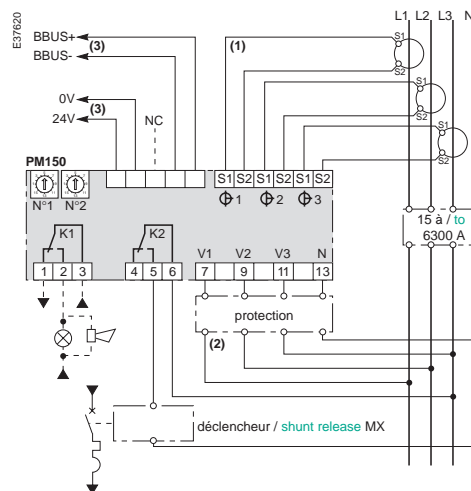 E37620
L1 L2 L3 N
BBUS+
BBUS-
(3)
(1)
S1
S2
S1
S2
S1
S2
0V
24V
(3)
NC
PM150
S1 S2 S1 S2 S1 S2
N°1 N°2
1 2 3
15 à / to
6300 A
K1 K2
V1 V2 V3 N
1 2 3 4 5 6 7 9 11 13
protection
(2)
déclencheur / shunt release MX